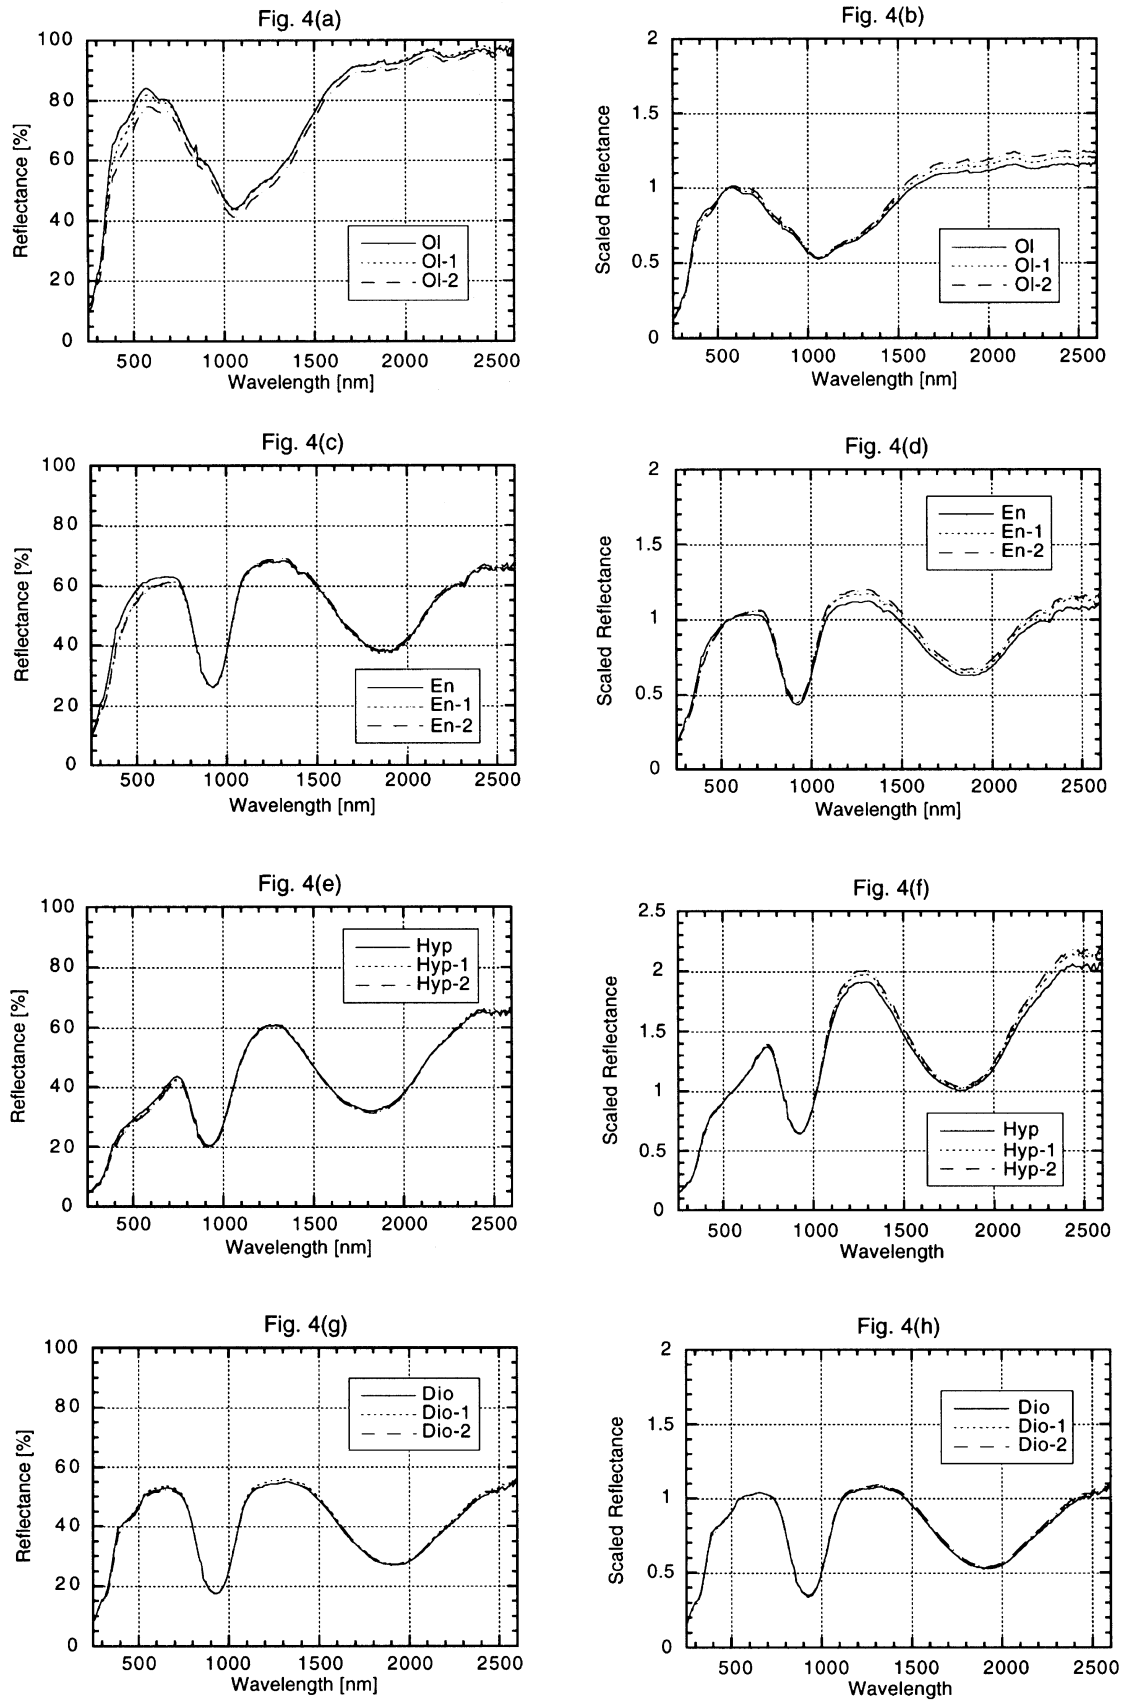 Fig. 4(a)
100
80
60
40
20
0
Reflectance [%]
Ol
Ol-1
Ol-2
500 1000 1500 2000 2500
Wavelength [nm]
Fig. 4(b)
2
1.5
1
0.5
0
Scaled Reflectance
Ol
Ol-1
Ol-2
500 1000 1500 2000 2500
Wavelength [nm]
Fig. 4(c)
100
80
60
40
20
0
Reflectance [%]
En
En-1
En-2
500 1000 1500 2000 2500
Wavelength [nm]
Fig. 4(d)
2
1.5
1
0.5
0
Scaled Reflectance
En
En-1
En-2
500 1000 1500 2000 2500
Wavelength [nm]
Fig. 4(e)
100
80
60
40
20
0
Reflectance [%]
Hyp
Hyp-1
Hyp-2
500 1000 1500 2000 2500
Wavelength [nm]
Fig. 4(f)
2.5
2
1.5
1
0.5
0
Scaled Reflectance
Hyp
Hyp-1
Hyp-2
500 1000 1500 2000 2500
Wavelength
Fig. 4(g)
100
80
60
40
20
0
Reflectance [%]
Dio
Dio-1
Dio-2
500 1000 1500 2000 2500
Wavelength [nm]
Fig. 4(h)
2
1.5
1
0.5
0
Scaled Reflectance
Dio
Dio-1
Dio-2
500 1000 1500 2000 2500
Wavelength